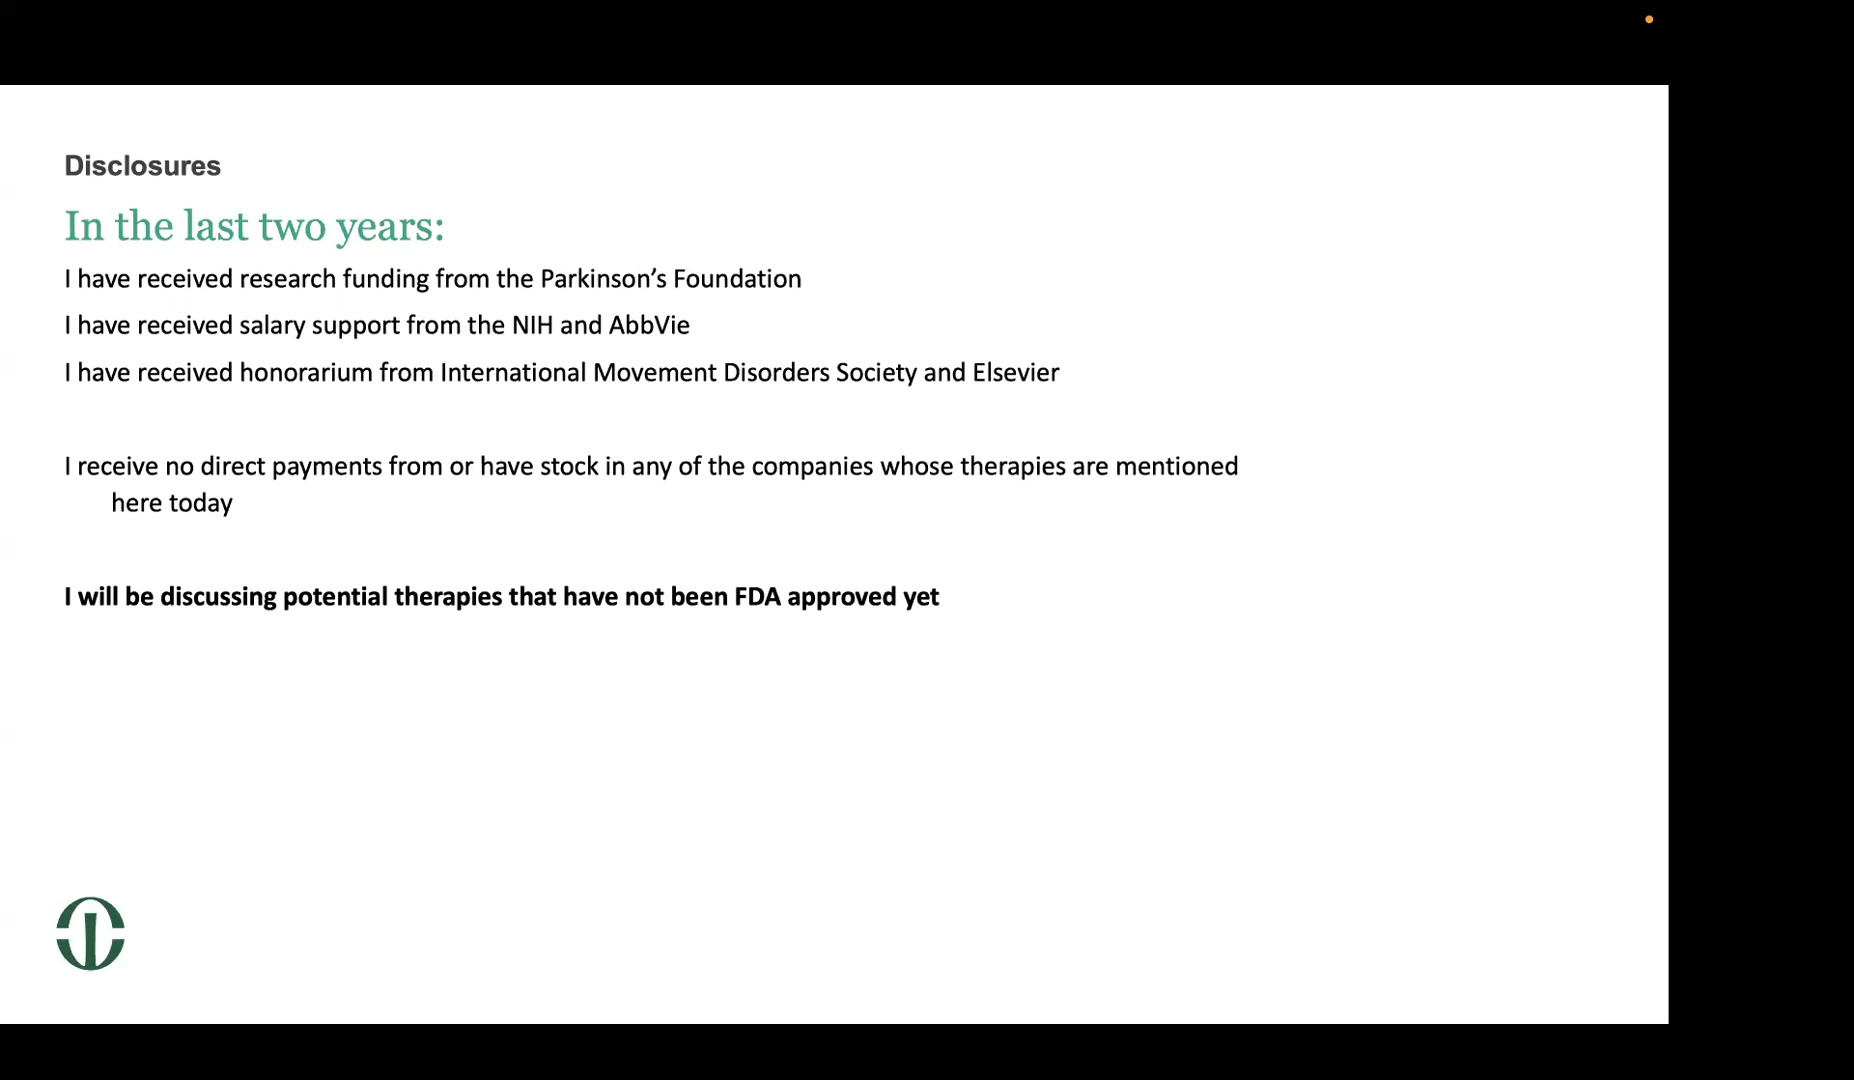 Disclosures
In the last two years:
I have received research funding from the Parkinson’s Foundation
I have received salary support from the NIH and AbbVie
I have received honorarium from International Movement Disorders Society and Elsevier
I receive no direct payments from or have stock in any of the companies whose therapies are mentioned
here today
I will be discussing potential therapies that have not been FDA approved yet